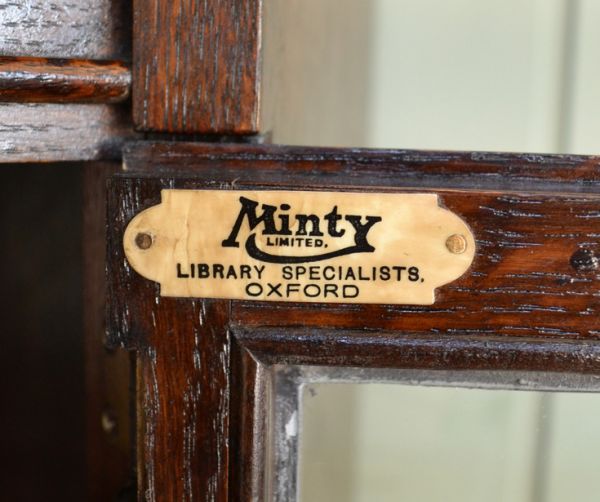 Minty
LIMITED.
LIBRARY SPECIALISTS,
OXFORD